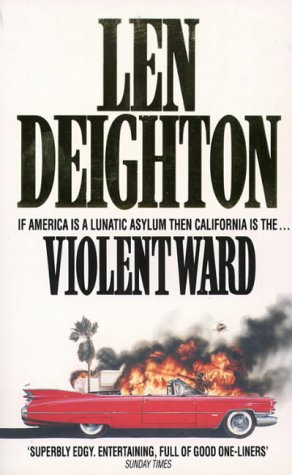 LEN
DEIGHTON
IF AMERICA IS A LUNATIC ASYLUM THEN CALIFORNIA IS THE...
VIOLENT WARD
'SUPERBLY EDGY. ENTERTAINING, FULL OF GOOD ONE-LINERS'
SUNDAY TIMES